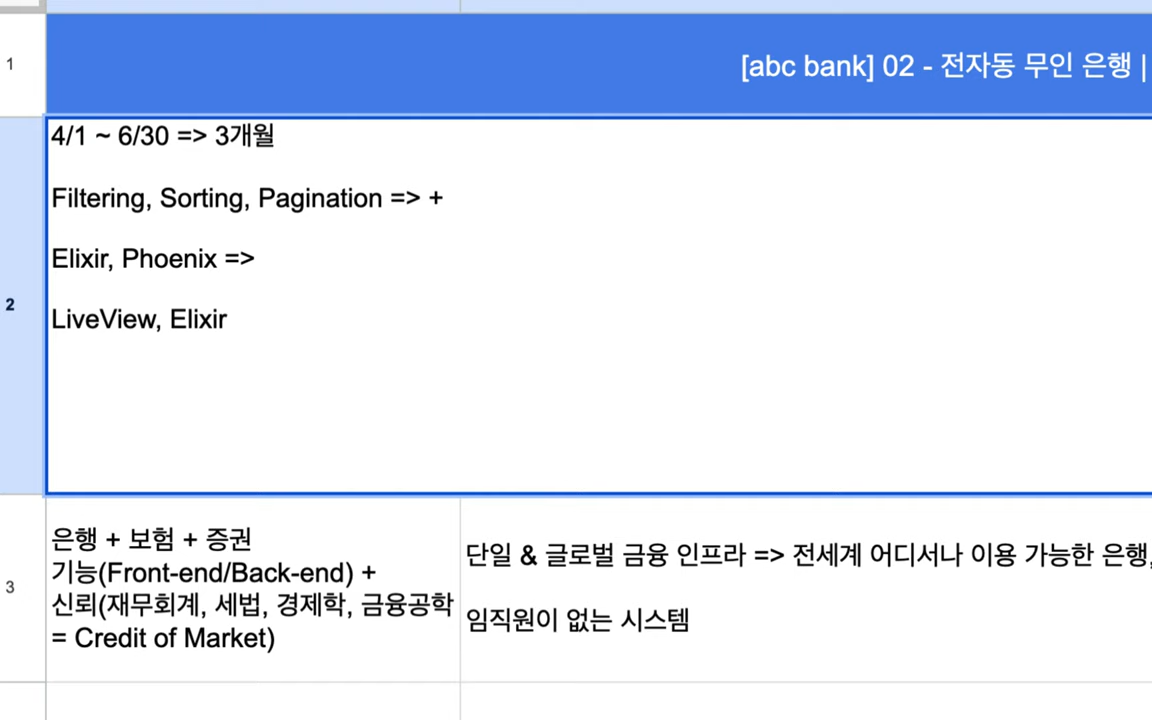 1
[abc bank] 02 - 전자동 무인 은행 |
4/1 ~ 6/30 => 3개월
Filtering, Sorting, Pagination => +
Elixir, Phoenix =>
2
LiveView, Elixir
은행 + 보험 + 증권
기능(Front-end/Back-end) +
신뢰(재무회계, 세법, 경제학, 금융공학
= Credit of Market)
3
단일 & 글로벌 금융 인프라 => 전세계 어디서나 이용 가능한 은행,
임직원이 없는 시스템